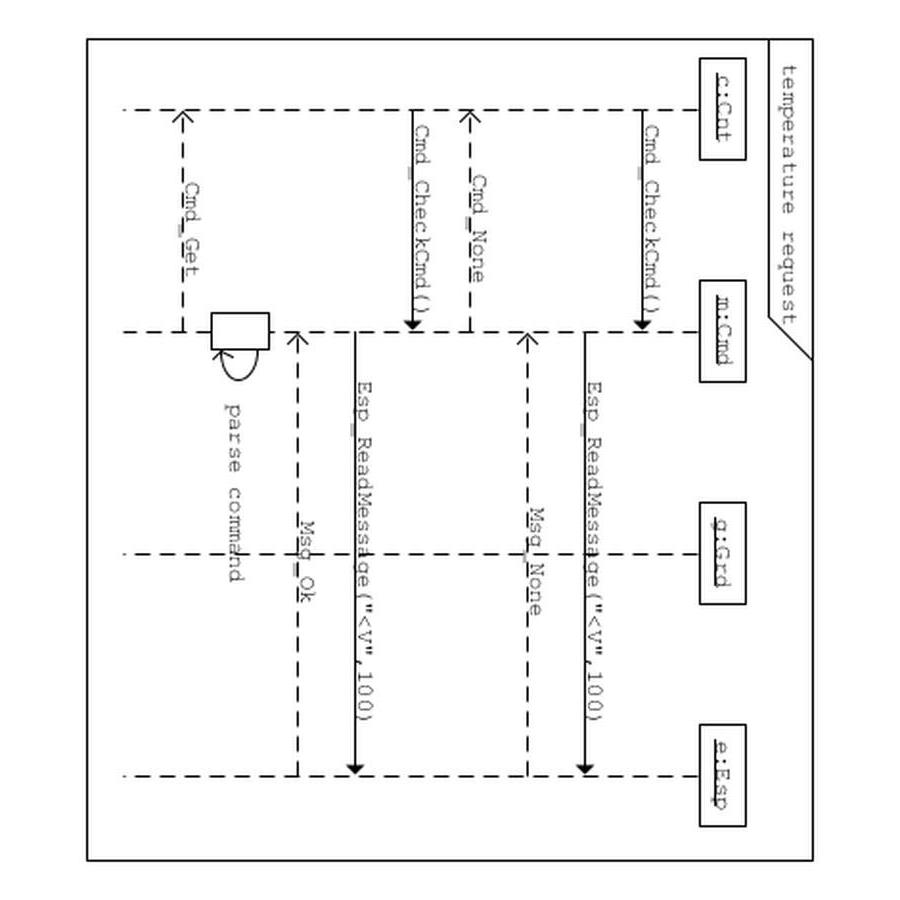 temperature request
c:Cnt
m:Cmd
g:Grd
e:Esp
Cmd_CheckCmd()
Esp_ReadMessage("<V",100)
Msg_None
Cmd_None
Cmd_CheckCmd()
Esp_ReadMessage("<V",100)
Msg_Ok
parse command
Cmd_Get